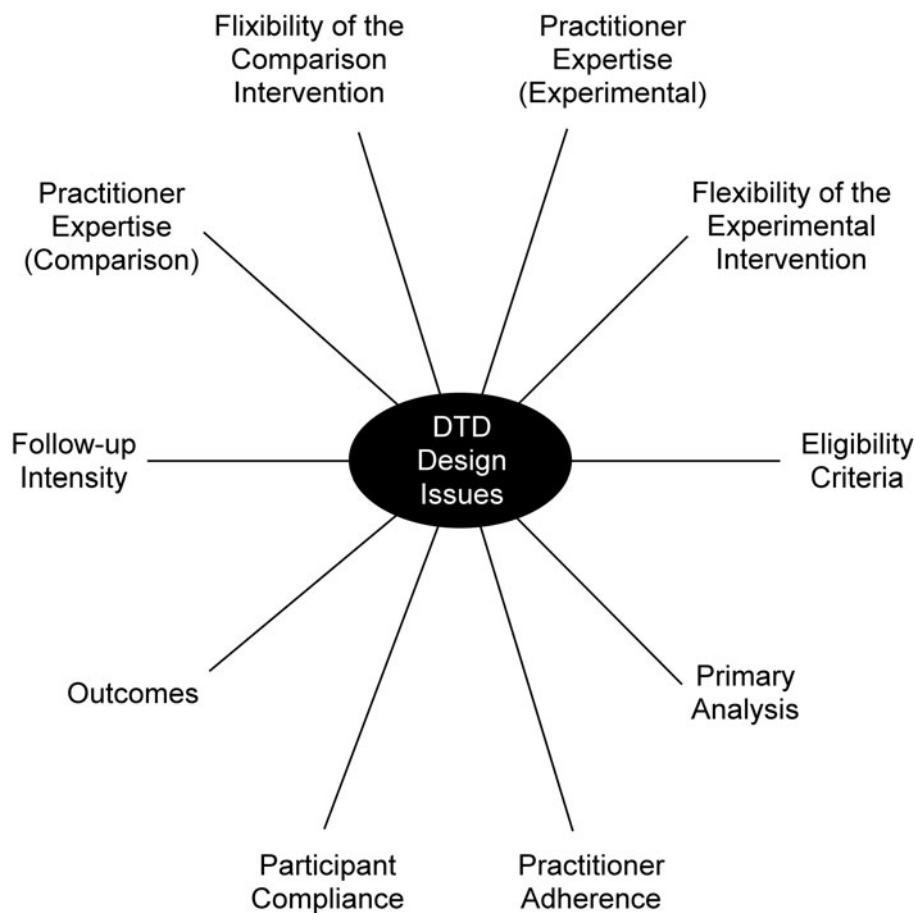 Flixibility of the
Comparison
Intervention
Practitioner
Expertise
(Experimental)
Practitioner
Expertise
(Comparison)
Flexibility of the
Experimental
Intervention
Follow-up
Intensity
DTD
Design
Issues
Eligibility
Criteria
Outcomes
Primary
Analysis
Participant
Compliance
Practitioner
Adherence